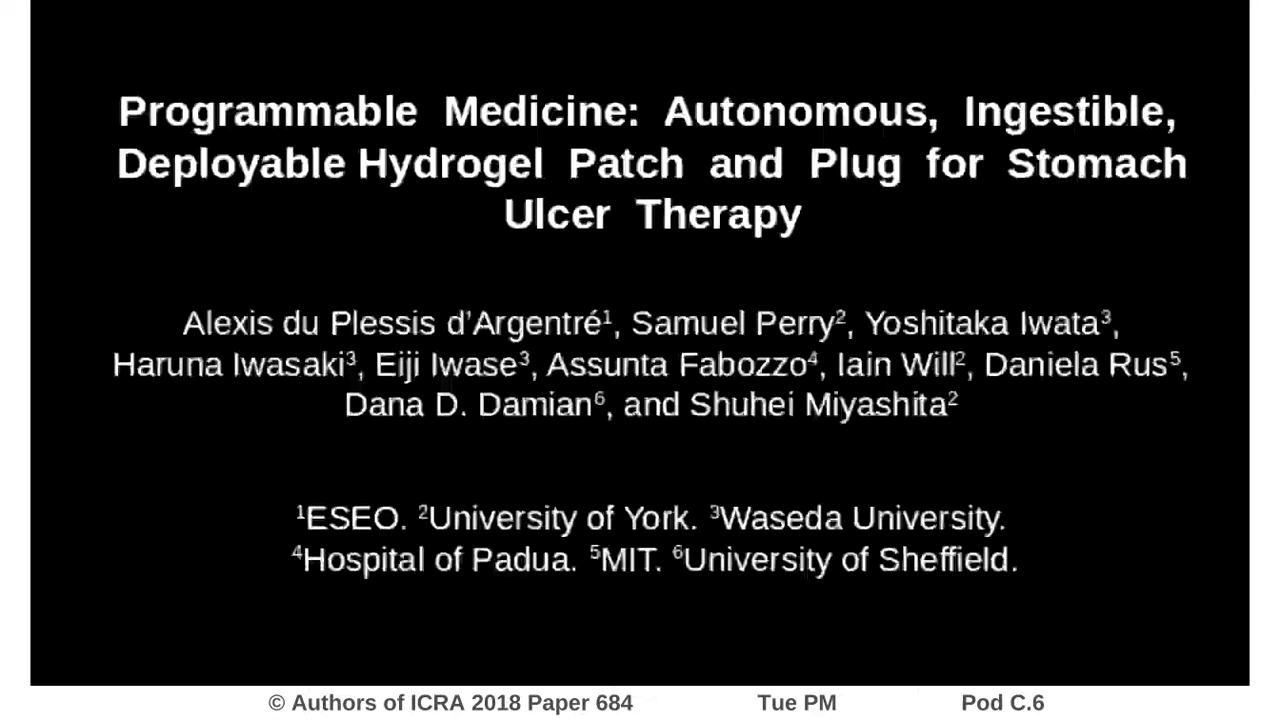 Programmable Medicine: Autonomous, Ingestible,
Deployable Hydrogel Patch and Plug for Stomach
Ulcer Therapy
Alexis du Plessis d’Argentré¹, Samuel Perry², Yoshitaka Iwata³,
Haruna Iwasaki³, Eiji Iwase³, Assunta Fabozzo⁴, Iain Will², Daniela Rus⁵,
Dana D. Damian⁶, and Shuhei Miyashita²
¹ESEO. ²University of York. ³Waseda University.
⁴Hospital of Padua. ⁵MIT. ⁶University of Sheffield.
© Authors of ICRA 2018 Paper 684 Tue PM Pod C.6